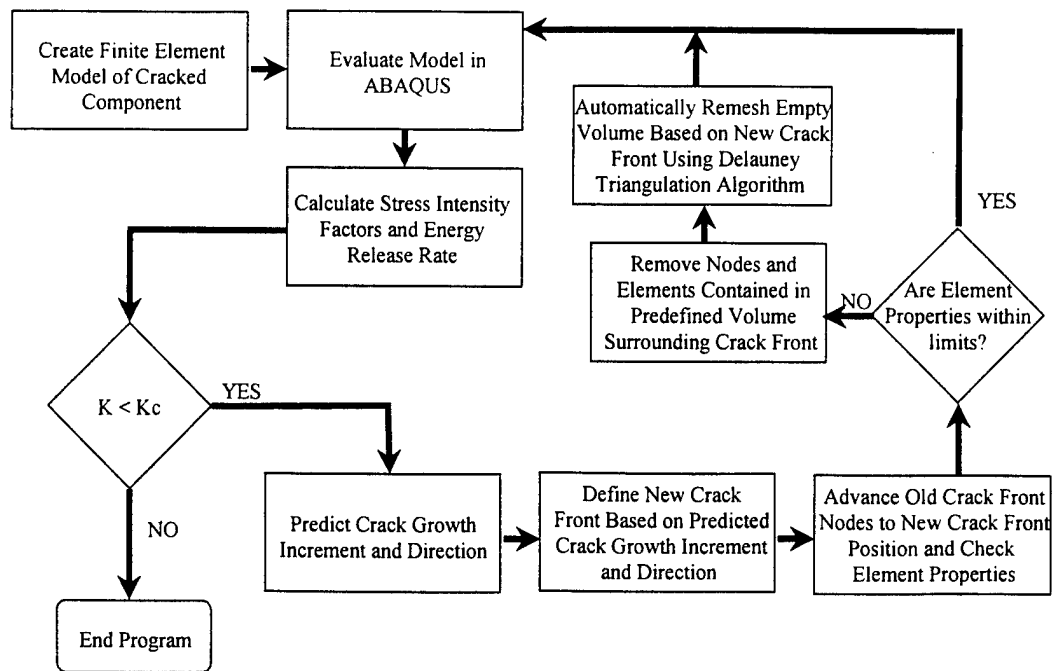 Create Finite Element
Model of Cracked
Component
Evaluate Model in
ABAQUS
Automatically Remesh Empty
Volume Based on New Crack
Front Using Delauney
Triangulation Algorithm
YES
Calculate Stress Intensity
Factors and Energy
Release Rate
Remove Nodes and
Elements Contained in
Predefined Volume
Surrounding Crack Front
NO
Are Element
Properties within
limits?
K < Kc
YES
NO
Predict Crack Growth
Increment and Direction
Define New Crack
Front Based on Predicted
Crack Growth Increment
and Direction
Advance Old Crack Front
Nodes to New Crack Front
Position and Check
Element Properties
End Program